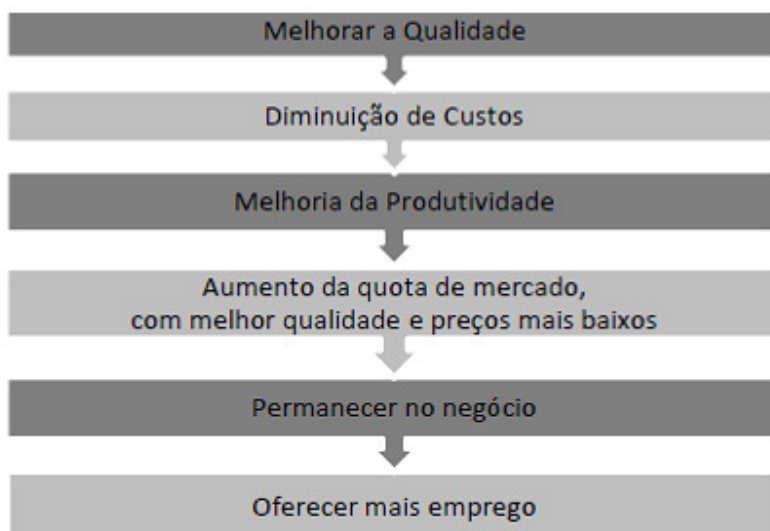 Melhorar a Qualidade
Diminuição de Custos
Melhoria da Produtividade
Aumento da quota de mercado,
com melhor qualidade e preços mais baixos
Permanecer no negócio
Oferecer mais emprego